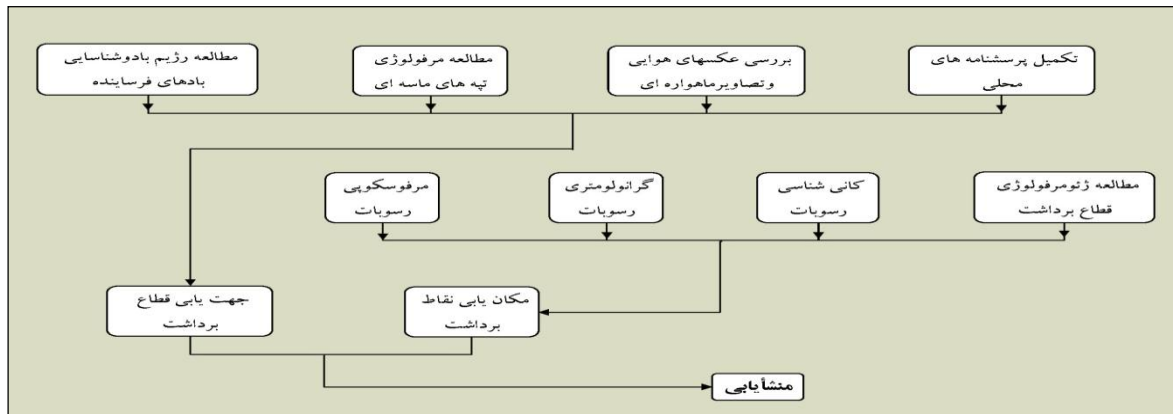 تکمیل پرسشنامه های
محلی
بررسی عکسهای هوایی
وتصاویرماهواره ای
مطالعه مرفولوژی
تپه های ماسه ای
مطالعه رژیم بادوشناسایی
بادهای فرساینده
مطالعه ژئومرفولوژی
قطاع برداشت
کانی شناسی
رسوبات
گرانولومتری
رسوبات
مرفوسکوپی
رسوبات
مکان یابی نقاط
برداشت
جهت یابی قطاع
برداشت
منشأیابی